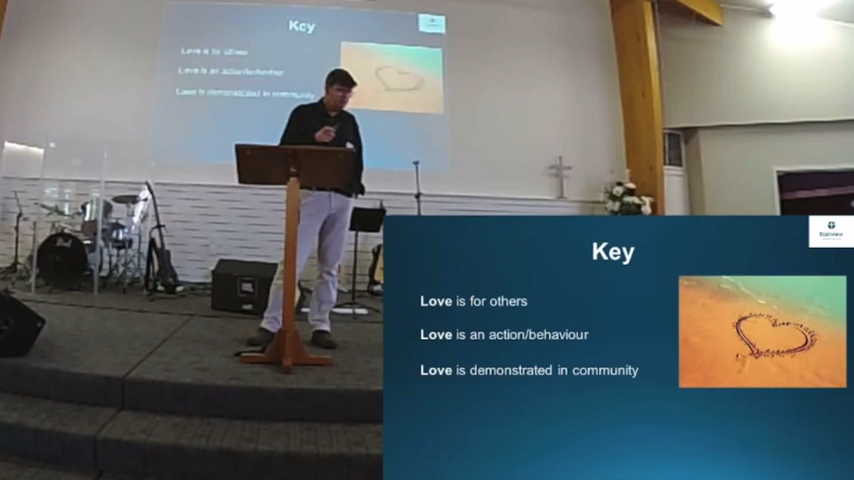 Key
Love is for others
Love is an action/behaviour
Love is demonstrated in community
Key
Eastview
Love is for others
Love is an action/behaviour
Love is demonstrated in community